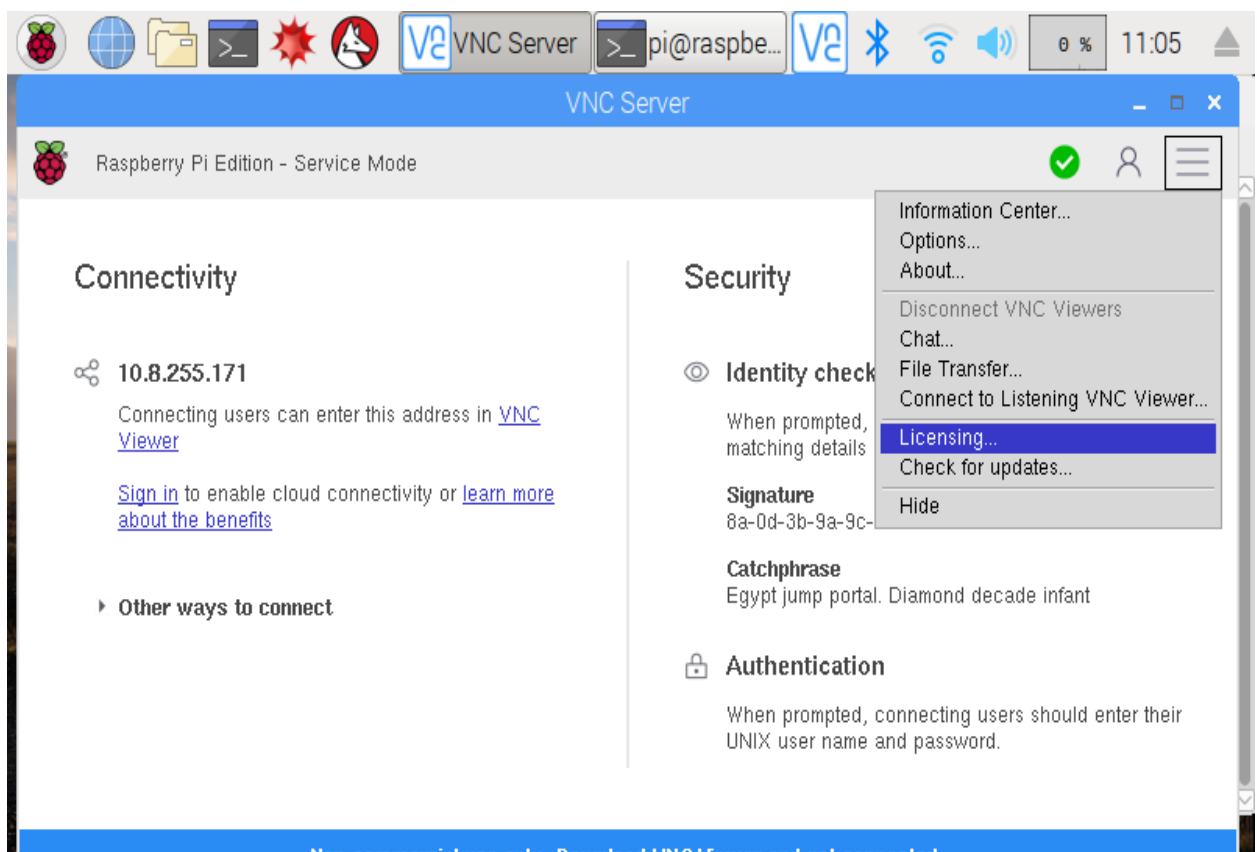 VNC Server
pi@raspbe...
0 %
11:05
VNC Server
Raspberry Pi Edition - Service Mode
Connectivity
10.8.255.171
Connecting users can enter this address in VNC
Viewer
Sign in to enable cloud connectivity or learn more
about the benefits
Other ways to connect
Security
Identity check
When prompted,
matching details
Signature
8a-0d-3b-9a-9c-
Catchphrase
Egypt jump portal. Diamond decade infant
Authentication
When prompted, connecting users should enter their
UNIX user name and password.
Information Center...
Options...
About...
Disconnect VNC Viewers
Chat...
File Transfer...
Connect to Listening VNC Viewer...
Licensing...
Check for updates...
Hide